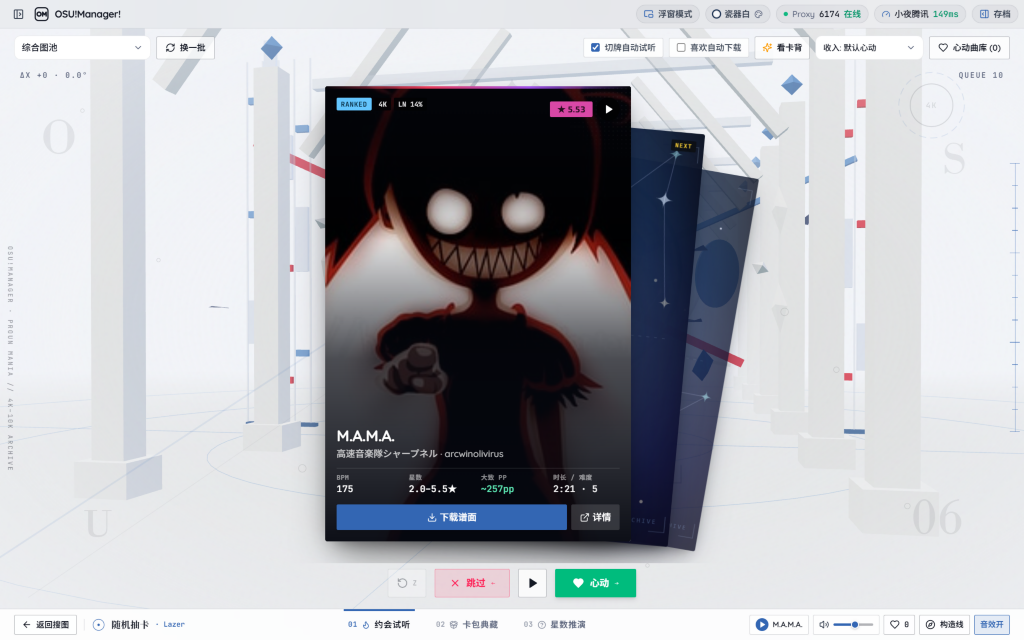 OM OSU!Manager!
浮窗模式
瓷器白
Proxy 6174 在线
小夜腾讯 149ms
存档
综合图池
换一批
切牌自动试听
喜欢自动下载
看卡背
收入: 默认心动
心动曲库 (0)
ΔX +0 · 0.0°
QUEUE 10
RANKED 4K LN 14%
★ 5.53
NEXT
4K
O
S
M.A.M.A.
高速音楽隊シャープネル · arcwinolivirus
BPM
175
星数
2.0–5.5★
大致 PP
~257pp
时长 / 难度
2:21 · 5
下载谱面
详情
OSU!MANAGER · PROUN MANIA // 4K–10K ARCHIVE
U
06
2
跳过
心动
返回搜图
随机抽卡 · Lazer
01 约会试听
02 卡包典藏
03 星数推演
M.A.M.A.
0
构造线
音效开